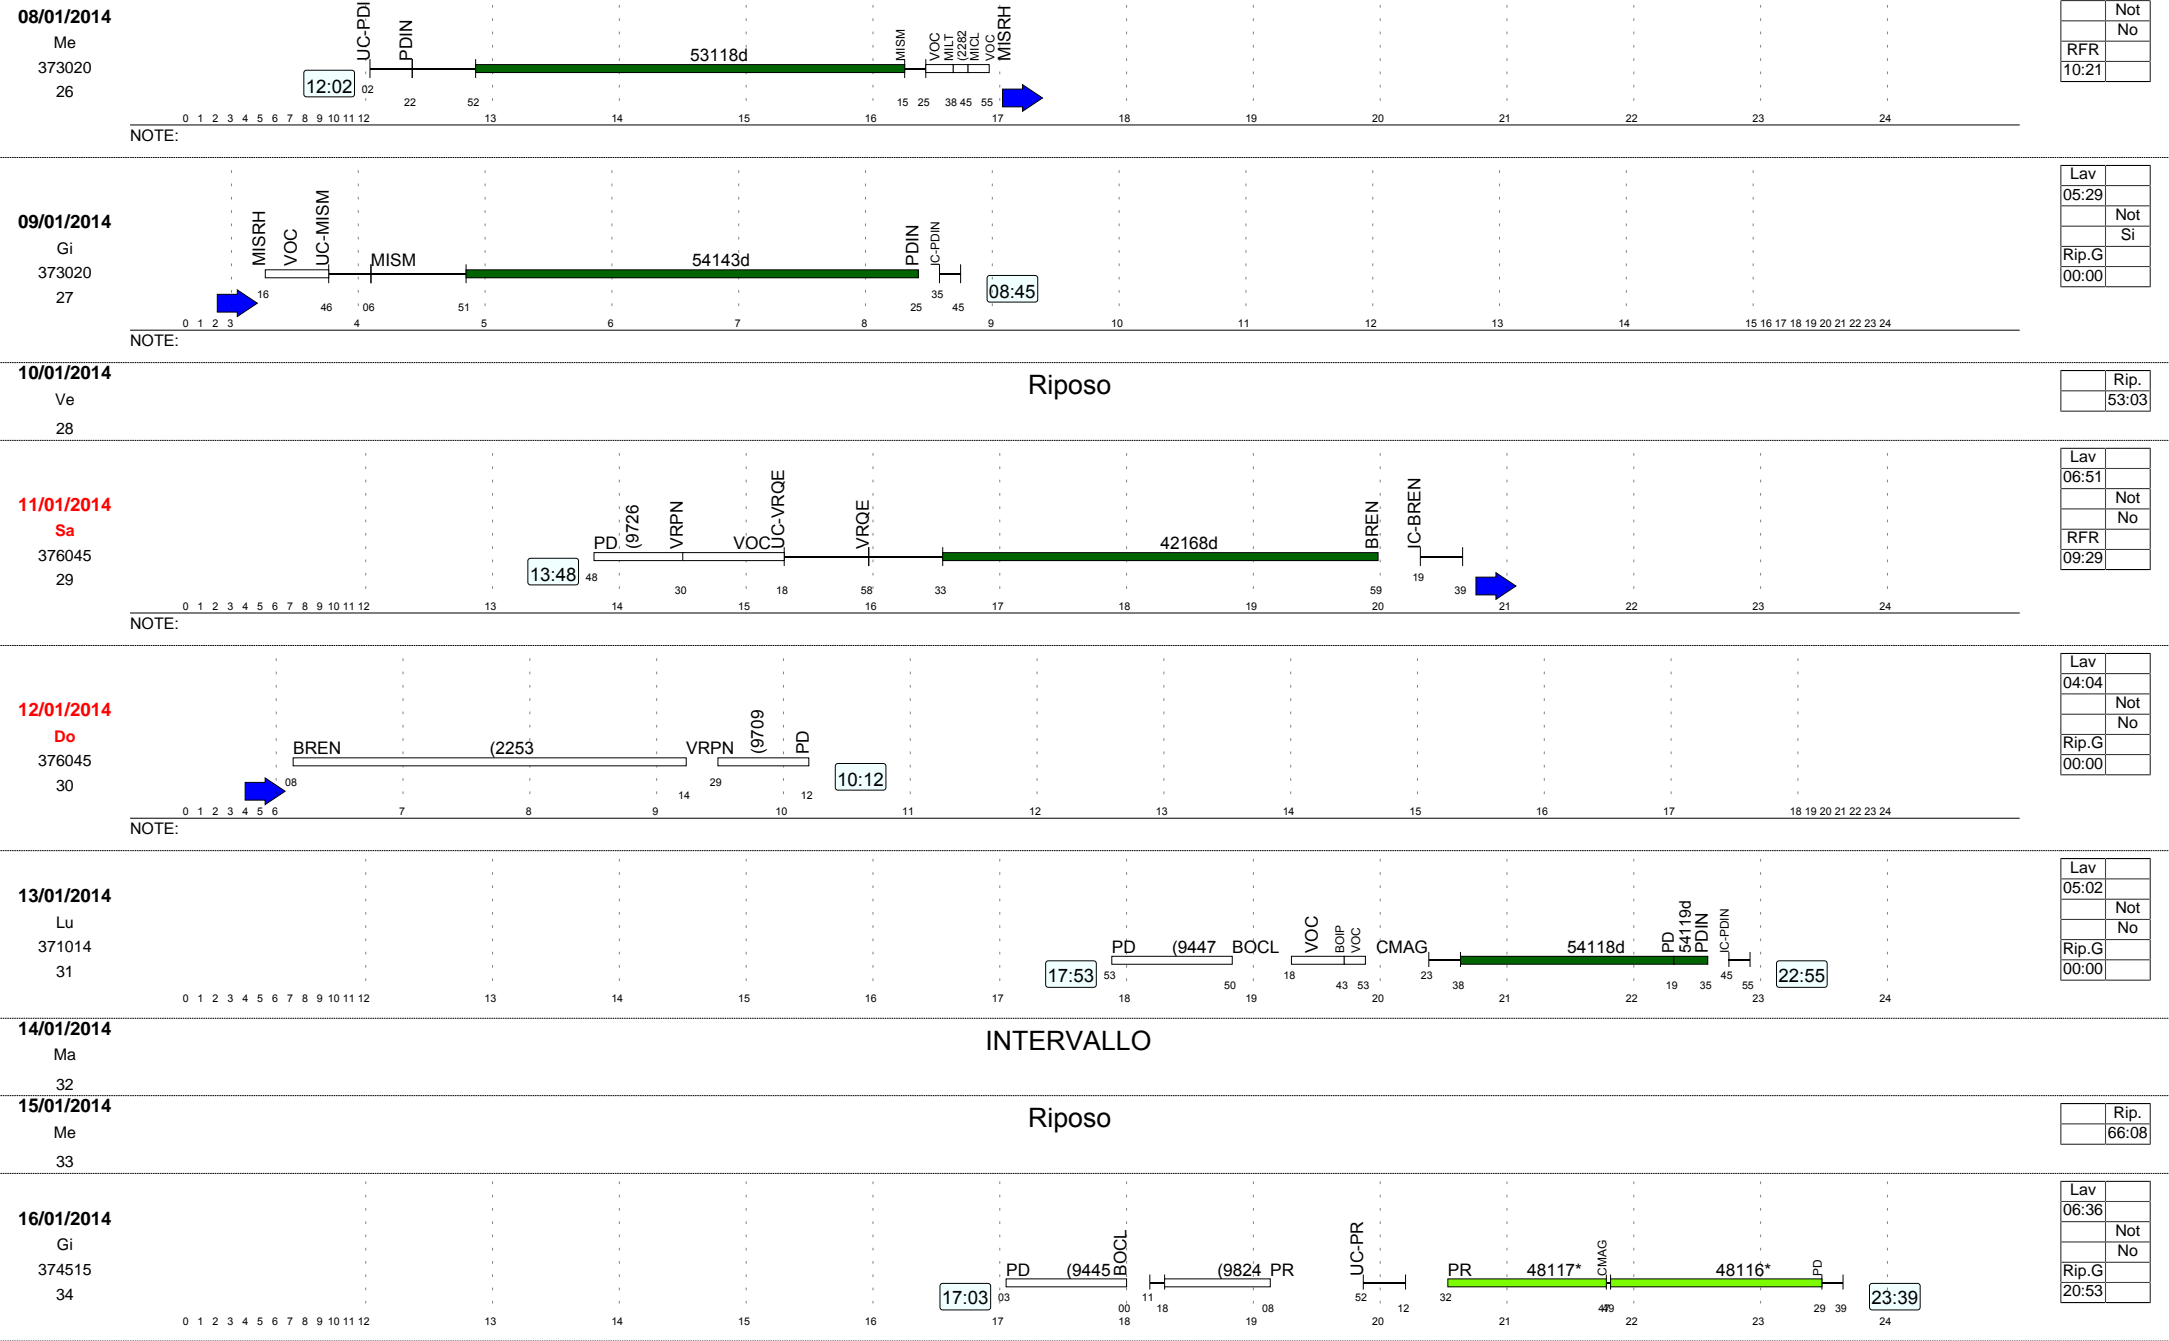 08/01/2014
Me
373020
26
12:02
UC-PDI
PDIN
53118d
MISM
VOC
MILT
(2282
MICL
VOC
MISRH
02 22 52 15 25 38 45 55
0 1 2 3 4 5 6 7 8 9 10 11 12 13 14 15 16 17 18 19 20 21 22 23 24
NOTE:
Not
No
RFR
10:21
09/01/2014
Gi
373020
27
MISRH
VOC
UC-MISM
MISM
54143d
PDIN
IC-PDIN
08:45
16 46 06 51 25 35 45
0 1 2 3 4 5 6 7 8 9 10 11 12 13 14 15 16 17 18 19 20 21 22 23 24
NOTE:
Lav
05:29
Not
Si
Rip.G
00:00
10/01/2014
Ve
28
Riposo
Rip.
53:03
11/01/2014
Sa
376045
29
13:48
PD
(9726
VRPN
VOC
UC-VRQE
VRQE
42168d
BREN
IC-BREN
48 30 18 58 33 59 19 39
0 1 2 3 4 5 6 7 8 9 10 11 12 13 14 15 16 17 18 19 20 21 22 23 24
NOTE:
Lav
06:51
Not
No
RFR
09:29
12/01/2014
Do
376045
30
BREN
(2253
VRPN
(9709
PD
10:12
08 14 29 12
0 1 2 3 4 5 6 7 8 9 10 11 12 13 14 15 16 17 18 19 20 21 22 23 24
NOTE:
Lav
04:04
Not
No
Rip.G
00:00
13/01/2014
Lu
371014
31
17:53
PD
(9447
BOCL
VOC
BOIP
VOC
CMAG
54118d
PD
54119d
PDIN
IC-PDIN
22:55
53 50 18 43 53 23 38 19 35 45 55
0 1 2 3 4 5 6 7 8 9 10 11 12 13 14 15 16 17 18 19 20 21 22 23 24
Lav
05:02
Not
No
Rip.G
00:00
14/01/2014
Ma
32
INTERVALLO
15/01/2014
Me
33
Riposo
Rip.
66:08
16/01/2014
Gi
374515
34
17:03
PD
(9445
BOCL
(9824
PR
UC-PR
PR
48117*
CMAG
48116*
PD
23:39
03 00 11 18 08 52 12 32 47 49 29 39
0 1 2 3 4 5 6 7 8 9 10 11 12 13 14 15 16 17 18 19 20 21 22 23 24
Lav
06:36
Not
No
Rip.G
20:53